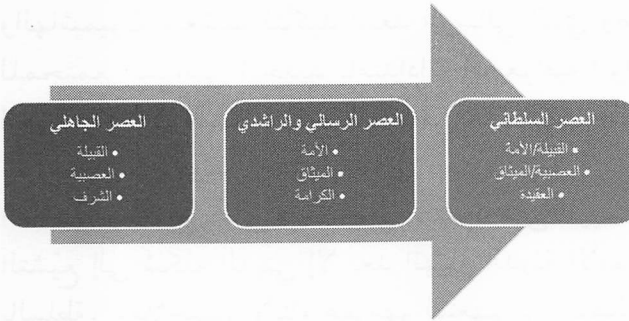 العصر الجاهلي
• القبيلة
• العصبية
• الشرف
العصر الرسالي والراشدي
• الأمة
• الميثاق
• الكرامة
العصر السلطاني
• القبيلة/الأمة
• العصبية/الميثاق
• العقيدة